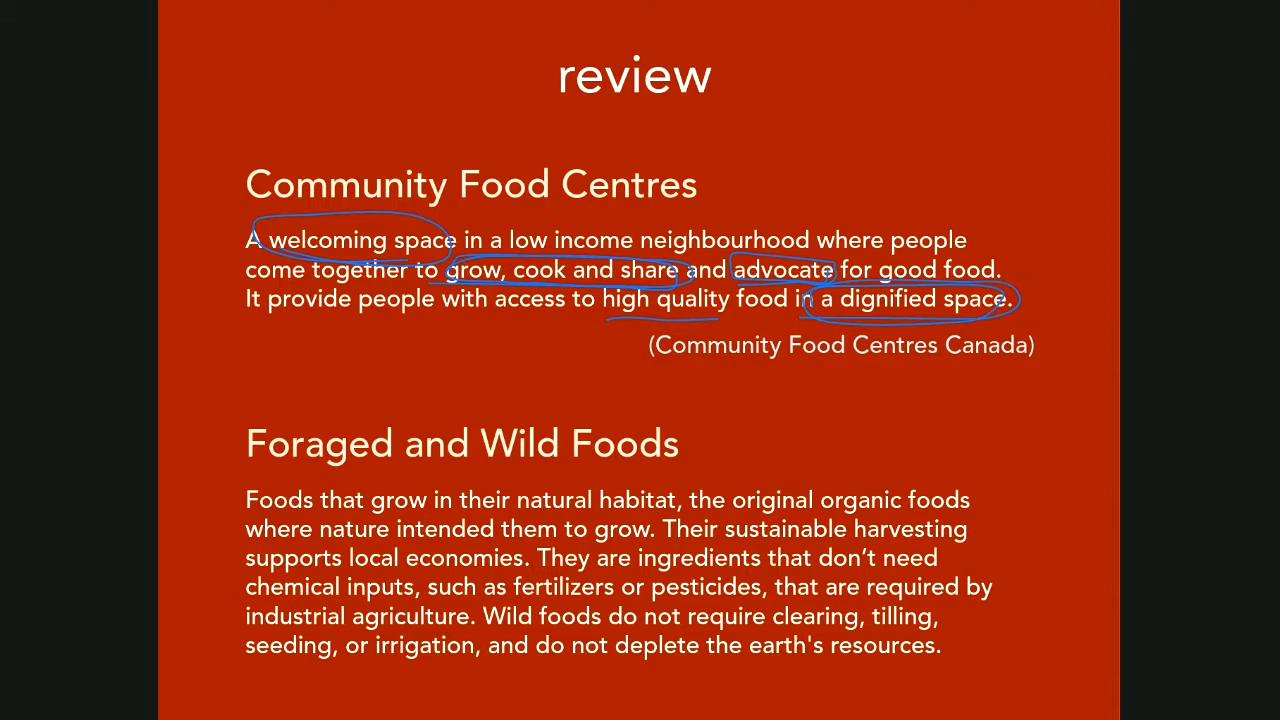 review
Community Food Centres
A welcoming space in a low income neighbourhood where people
come together to grow, cook and share and advocate for good food.
It provide people with access to high quality food in a dignified space.
(Community Food Centres Canada)
Foraged and Wild Foods
Foods that grow in their natural habitat, the original organic foods
where nature intended them to grow. Their sustainable harvesting
supports local economies. They are ingredients that don’t need
chemical inputs, such as fertilizers or pesticides, that are required by
industrial agriculture. Wild foods do not require clearing, tilling,
seeding, or irrigation, and do not deplete the earth's resources.